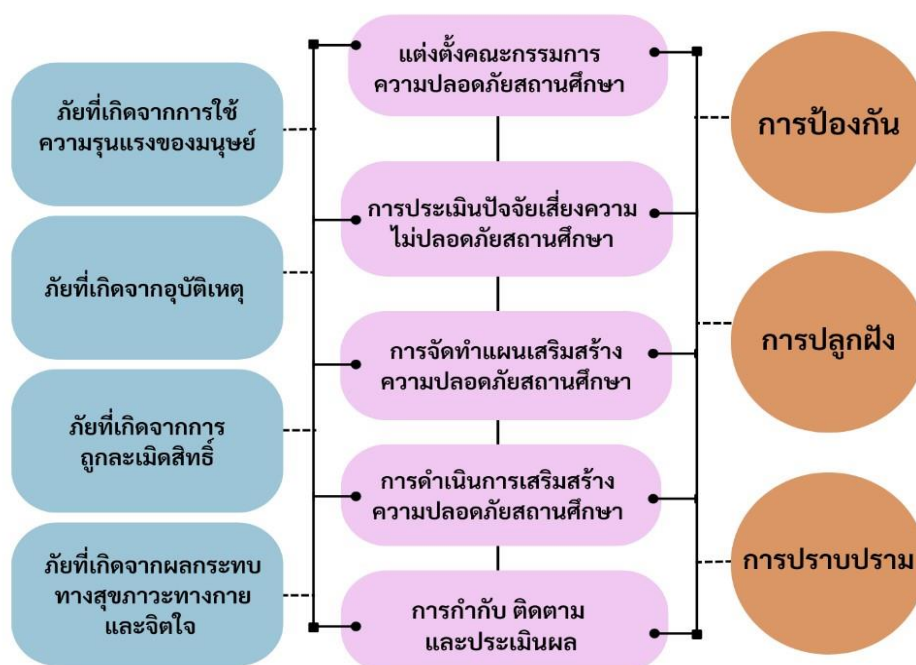 ภัยที่เกิดจากการใช้
ความรุนแรงของมนุษย์
ภัยที่เกิดจากอุบัติเหตุ
ภัยที่เกิดจากการ
ถูกละเมิดสิทธิ์
ภัยที่เกิดจากผลกระทบ
ทางสุขภาวะทางกาย
และจิตใจ
แต่งตั้งคณะกรรมการ
ความปลอดภัยสถานศึกษา
การประเมินปัจจัยเสี่ยงความ
ไม่ปลอดภัยสถานศึกษา
การจัดทำแผนเสริมสร้าง
ความปลอดภัยสถานศึกษา
การดำเนินการเสริมสร้าง
ความปลอดภัยสถานศึกษา
การกำกับ ติดตาม
และประเมินผล
การป้องกัน
การปลูกฝัง
การปราบปราม